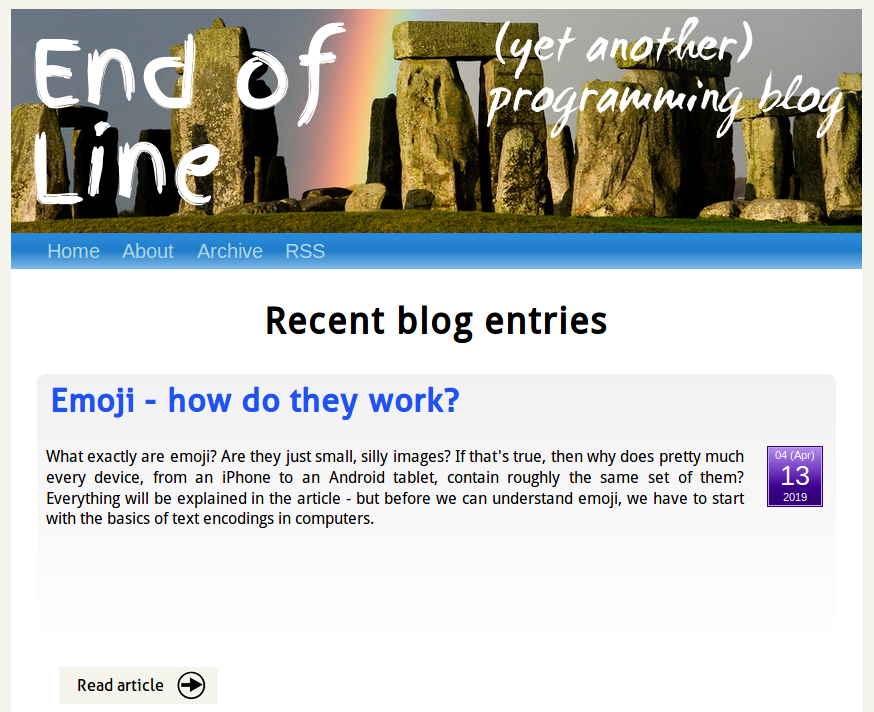 End of
Line
(yet another)
programming blog
Home About Archive RSS
Recent blog entries
Emoji - how do they work?
What exactly are emoji? Are they just small, silly images? If that's true, then why does pretty much
every device, from an iPhone to an Android tablet, contain roughly the same set of them?
Everything will be explained in the article - but before we can understand emoji, we have to start
with the basics of text encodings in computers.
04 (Apr)
13
2019
Read article